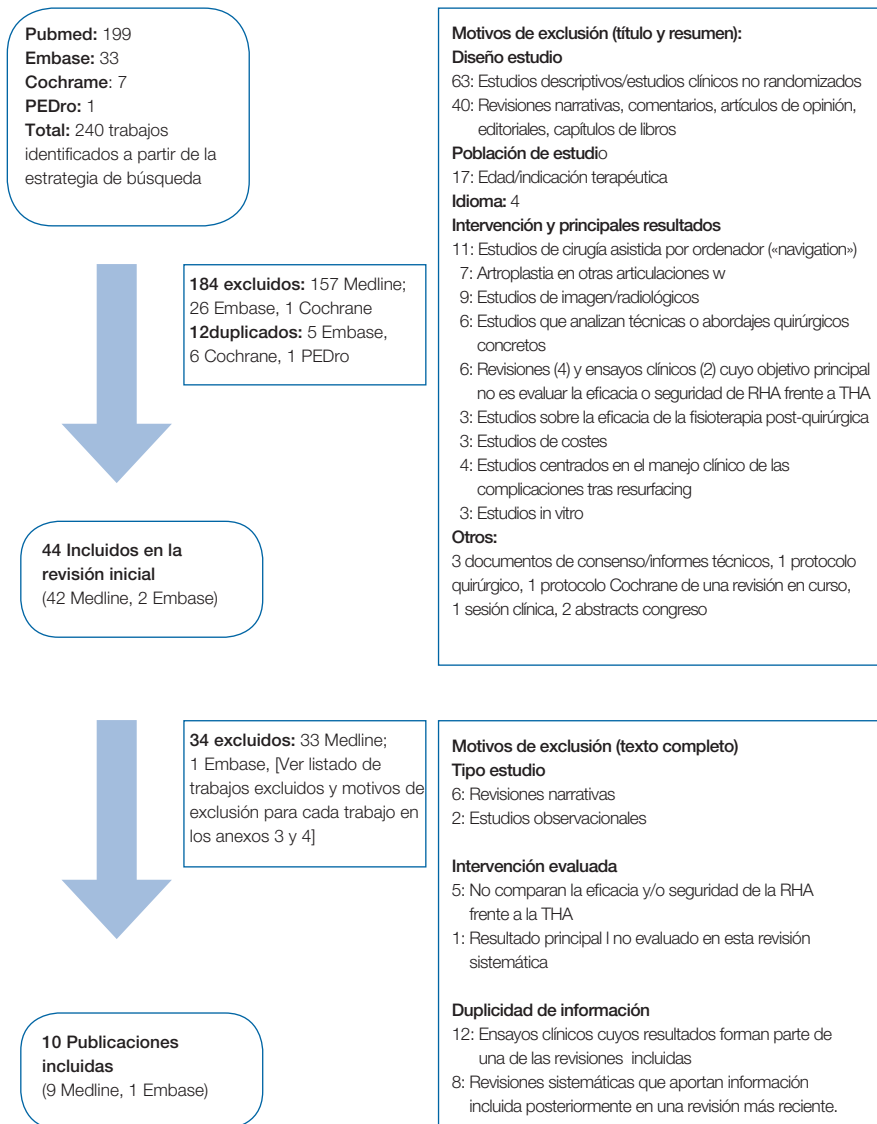 Pubmed: 199
Embase: 33
Cochrame: 7
PEDro: 1
Total: 240 trabajos
identificados a partir de la
estrategia de búsqueda
184 excluidos: 157 Medline;
26 Embase, 1 Cochrane
12duplicados: 5 Embase,
6 Cochrane, 1 PEDro
Motivos de exclusión (título y resumen):
Diseño estudio
63: Estudios descriptivos/estudios clínicos no randomizados
40: Revisiones narrativas, comentarios, artículos de opinión,
editoriales, capítulos de libros
Población de estudio
17: Edad/indicación terapéutica
Idioma: 4
Intervención y principales resultados
11: Estudios de cirugía asistida por ordenador («navigation»)
7: Artroplastia en otras articulaciones w
9: Estudios de imagen/radiológicos
6: Estudios que analizan técnicas o abordajes quirúrgicos
concretos
6: Revisiones (4) y ensayos clínicos (2) cuyo objetivo principal
no es evaluar la eficacia o seguridad de RHA frente a THA
3: Estudios sobre la eficacia de la fisioterapia post-quirúrgica
3: Estudios de costes
4: Estudios centrados en el manejo clínico de las
complicaciones tras resurfacing
3: Estudios in vitro
Otros:
3 documentos de consenso/informes técnicos, 1 protocolo
quirúrgico, 1 protocolo Cochrane de una revisión en curso,
1 sesión clínica, 2 abstracts congreso
44 Incluidos en la
revisión inicial
(42 Medline, 2 Embase)
34 excluidos: 33 Medline;
1 Embase, [Ver listado de
trabajos excluidos y motivos de
exclusión para cada trabajo en
los anexos 3 y 4]
Motivos de exclusión (texto completo)
Tipo estudio
6: Revisiones narrativas
2: Estudios observacionales
Intervención evaluada
5: No comparan la eficacia y/o seguridad de la RHA
frente a la THA
1: Resultado principal l no evaluado en esta revisión
sistemática
Duplicidad de información
12: Ensayos clínicos cuyos resultados forman parte de
una de las revisiones incluidas
8: Revisiones sistemáticas que aportan información
incluida posteriormente en una revisión más reciente.
10 Publicaciones
incluidas
(9 Medline, 1 Embase)